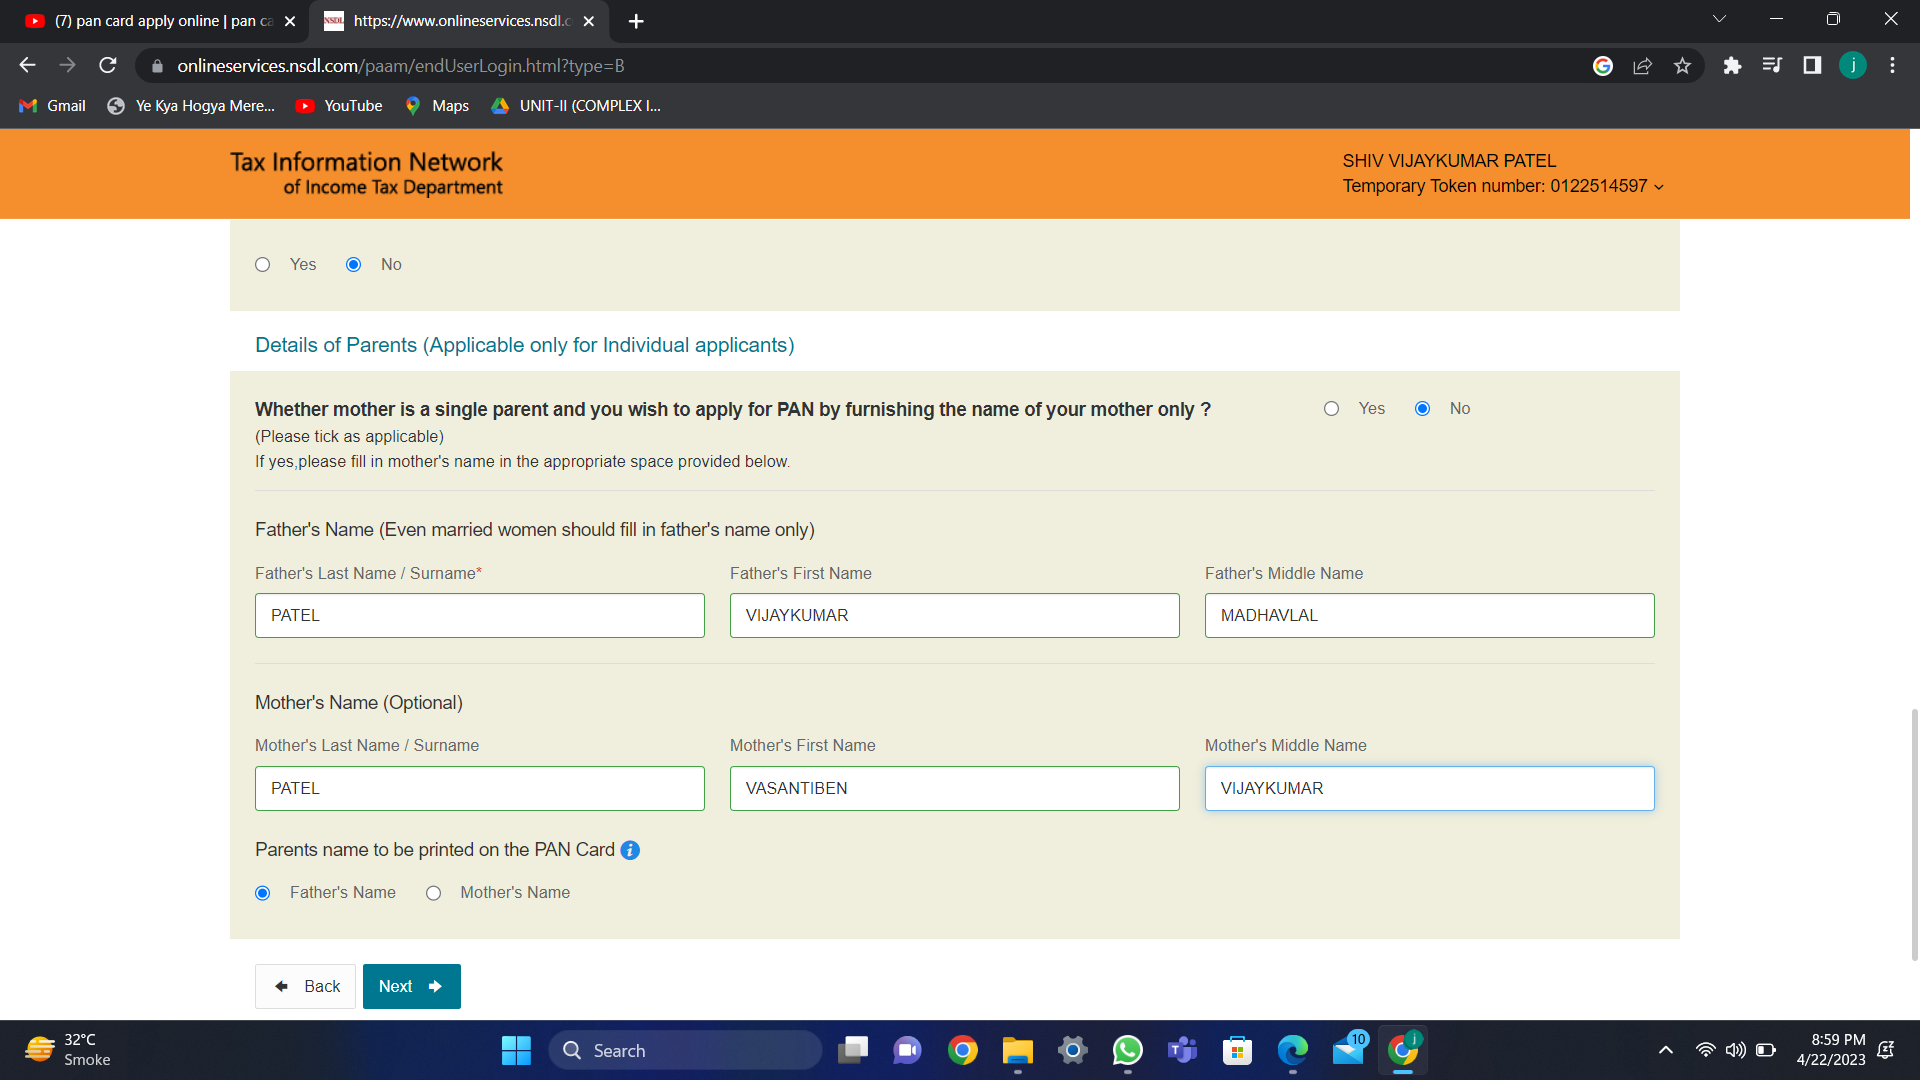 (7) pan card apply online | pan ca
NSDL
https://www.onlineservices.nsdl.c
onlineservices.nsdl.com/paam/endUserLogin.html?type=B
j
Gmail
Ye Kya Hogya Mere...
YouTube
Maps
UNIT-II (COMPLEX I...
Tax Information Network
of Income Tax Department
SHIV VIJAYKUMAR PATEL
Temporary Token number: 0122514597
Yes No
Details of Parents (Applicable only for Individual applicants)
Whether mother is a single parent and you wish to apply for PAN by furnishing the name of your mother only ? Yes No
(Please tick as applicable)
If yes,please fill in mother's name in the appropriate space provided below.
Father's Name (Even married women should fill in father's name only)
Father's Last Name / Surname* Father's First Name Father's Middle Name
PATEL VIJAYKUMAR MADHAVLAL
Mother's Name (Optional)
Mother's Last Name / Surname Mother's First Name Mother's Middle Name
PATEL VASANTIBEN VIJAYKUMAR
Parents name to be printed on the PAN Card i
Father's Name Mother's Name
Back Next
32°C
Smoke
Search
10
j
8:59 PM
4/22/2023